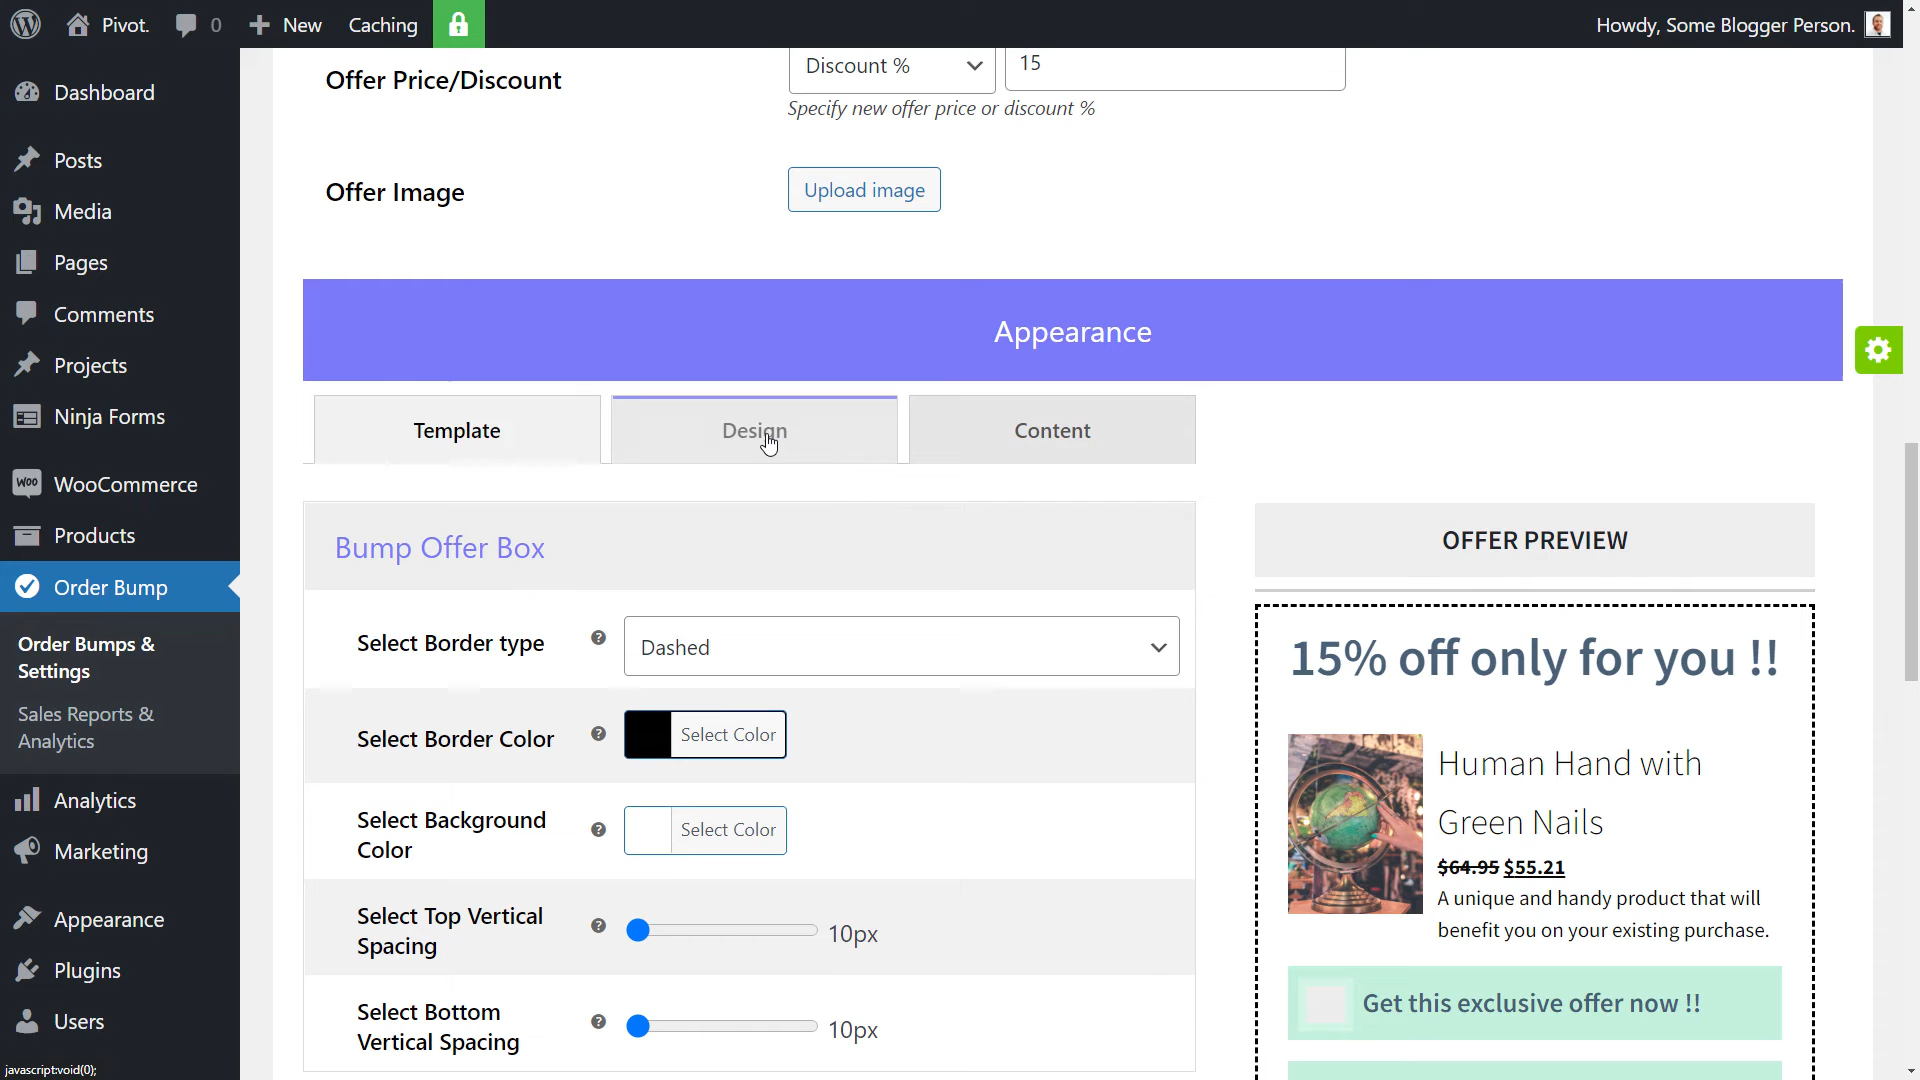 Pivot.
0
New
Caching
Howdy, Some Blogger Person.
Dashboard
Posts
Media
Pages
Comments
Projects
Ninja Forms
WOO
WooCommerce
Products
Order Bump
Order Bumps &
Settings
Sales Reports &
Analytics
Analytics
Marketing
Appearance
Plugins
Users
javascript:void(0);
Offer Price/Discount
Discount %
15
Specify new offer price or discount %
Offer Image
Upload image
Appearance
Template
Design
Content
Bump Offer Box
Select Border type
?
Dashed
Select Border Color
?
Select Color
Select Background
Color
?
Select Color
Select Top Vertical
Spacing
?
10px
Select Bottom
Vertical Spacing
?
10px
OFFER PREVIEW
15% off only for you !!
Human Hand with
Green Nails
$64.95 $55.21
A unique and handy product that will
benefit you on your existing purchase.
Get this exclusive offer now !!